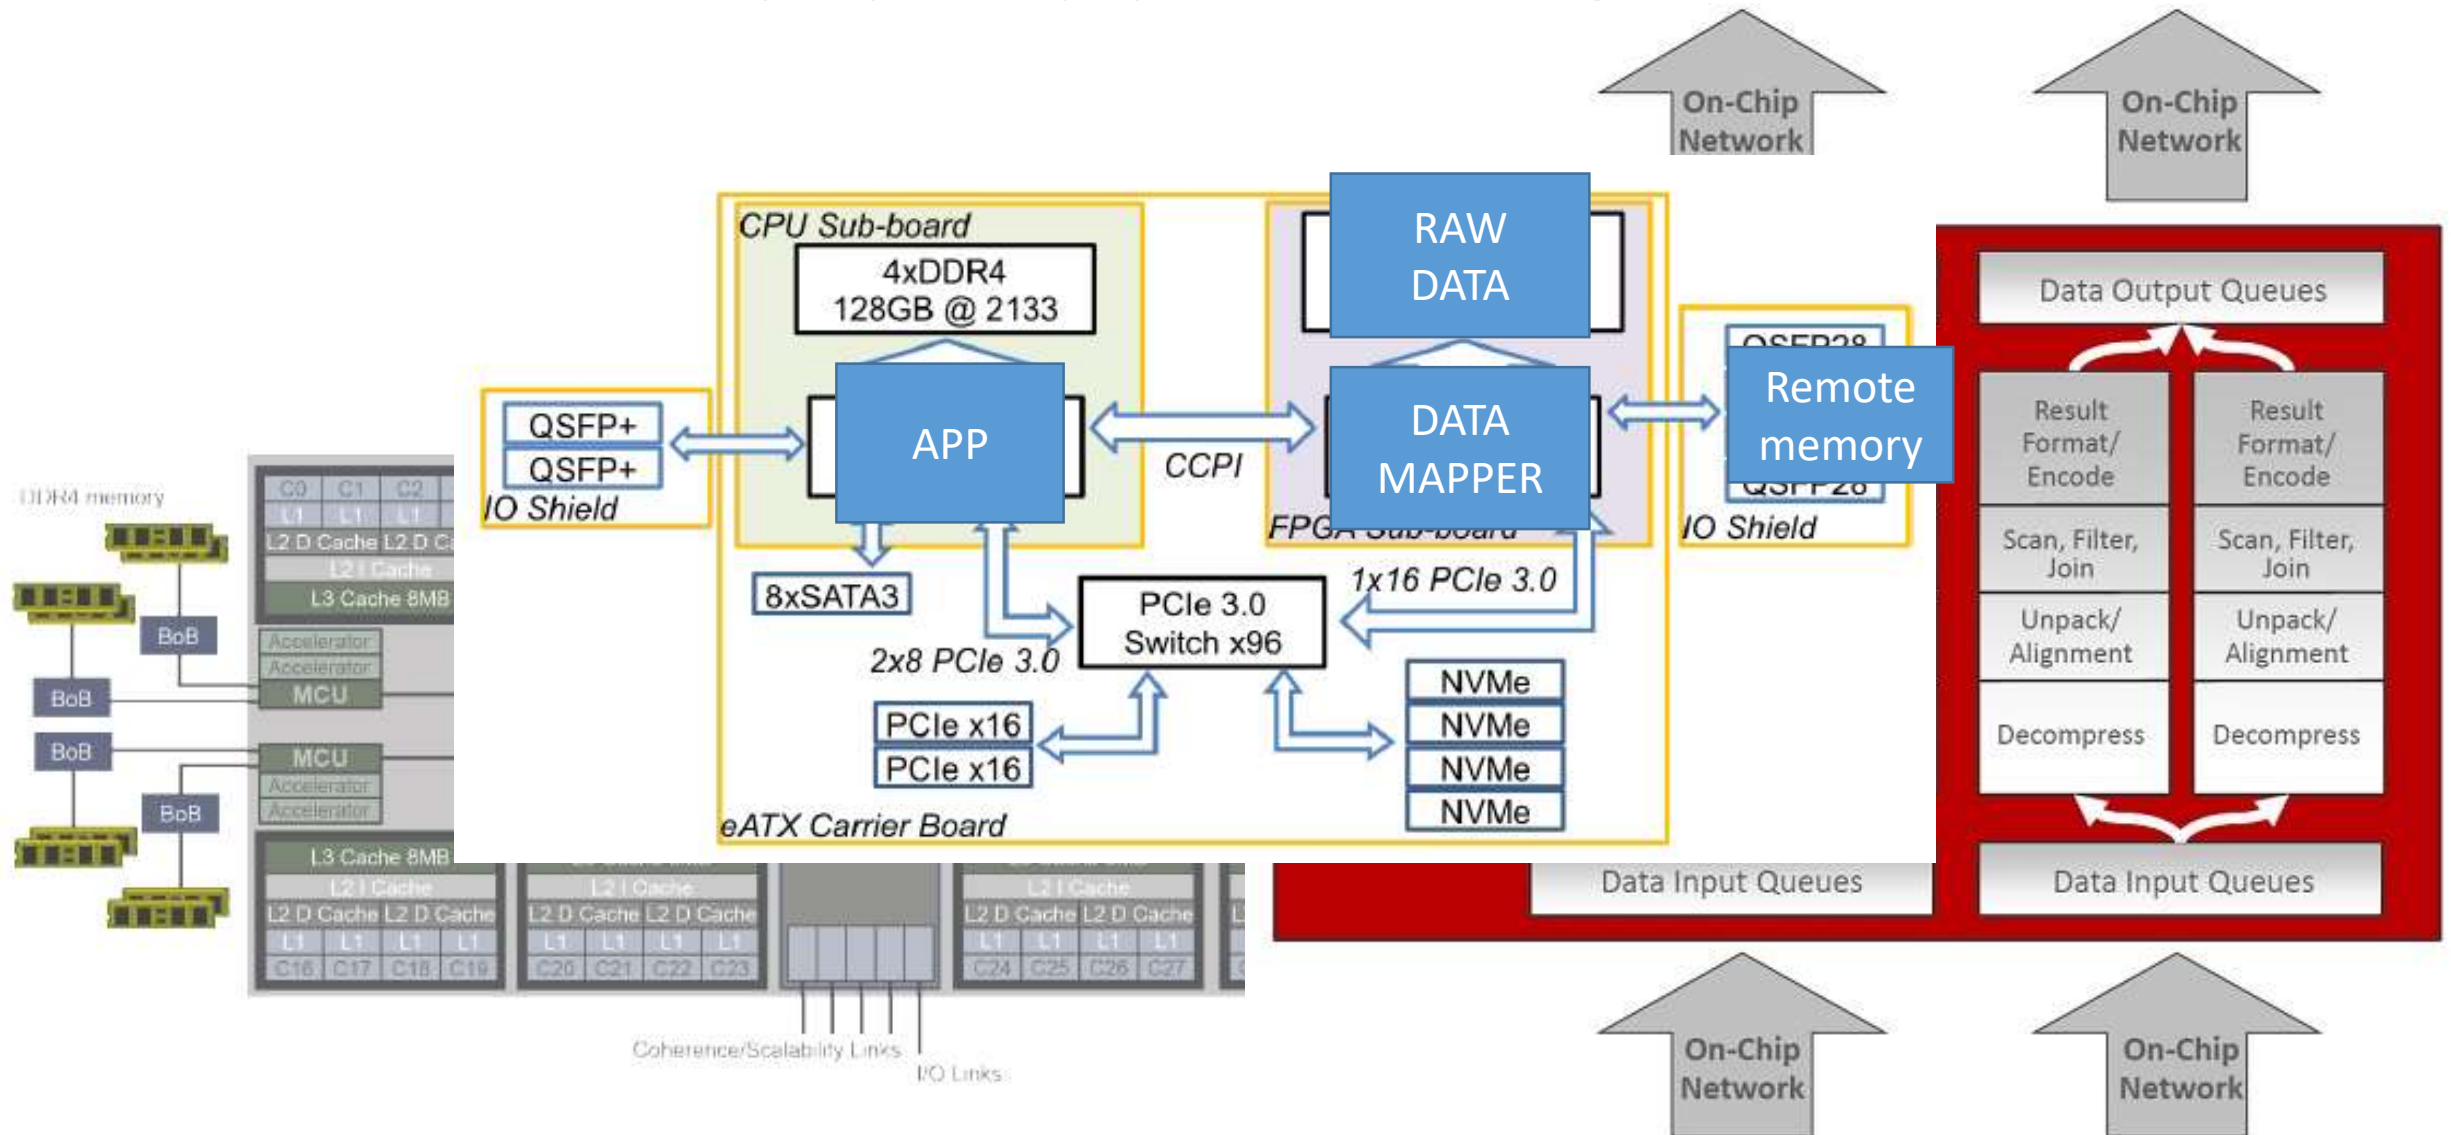 On-Chip
Network
On-Chip
Network
CPU Sub-board
4xDDR4
128GB @ 2133
RAW
DATA
QSFP28
Remote
memory
QSFP28
IO Shield
APP
DATA
MAPPER
CCPI
QSFP+
QSFP+
IO Shield
FPGA Sub-board
8xSATA3
PCIe 3.0
Switch x96
1x16 PCIe 3.0
2x8 PCIe 3.0
PCIe x16
PCIe x16
NVMe
NVMe
NVMe
NVMe
eATX Carrier Board
Data Output Queues
Result
Format/
Encode
Result
Format/
Encode
Scan, Filter,
Join
Scan, Filter,
Join
Unpack/
Alignment
Unpack/
Alignment
Decompress
Decompress
Data Input Queues
Data Input Queues
On-Chip
Network
On-Chip
Network
DDR4 memory
BoB
BoB
BoB
BoB
C0 C1 C2
L1 L1 L1
L2 D Cache L2 D
L2 I Cache
L3 Cache 8MB
Accelerator
Accelerator
MCU
MCU
Accelerator
Accelerator
L3 Cache 8MB
L2 I Cache
L2 I Cache
L2 I Cache
L2 D Cache L2 D Cache
L2 D Cache L2 D Cache
L2 D Cache L2 D Cache
L1 L1 L1 L1
L1 L1 L1 L1
L1 L1 L1 L1
C16 C17 C18 C19
C20 C21 C22 C23
C24 C25 C26 C27
Coherence/Scalability Links
I/O Links